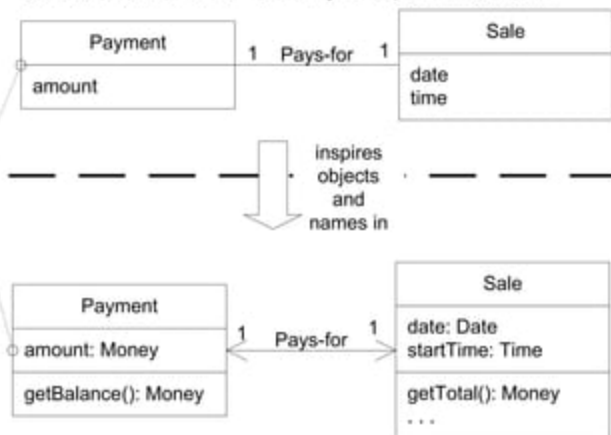 Payment
amount
1 Pays-for 1
Sale
date
time
inspires
objects
and
names in
Payment
amount: Money
getBalance(): Money
1 Pays-for 1
Sale
date: Date
startTime: Time
getTotal(): Money
. . .